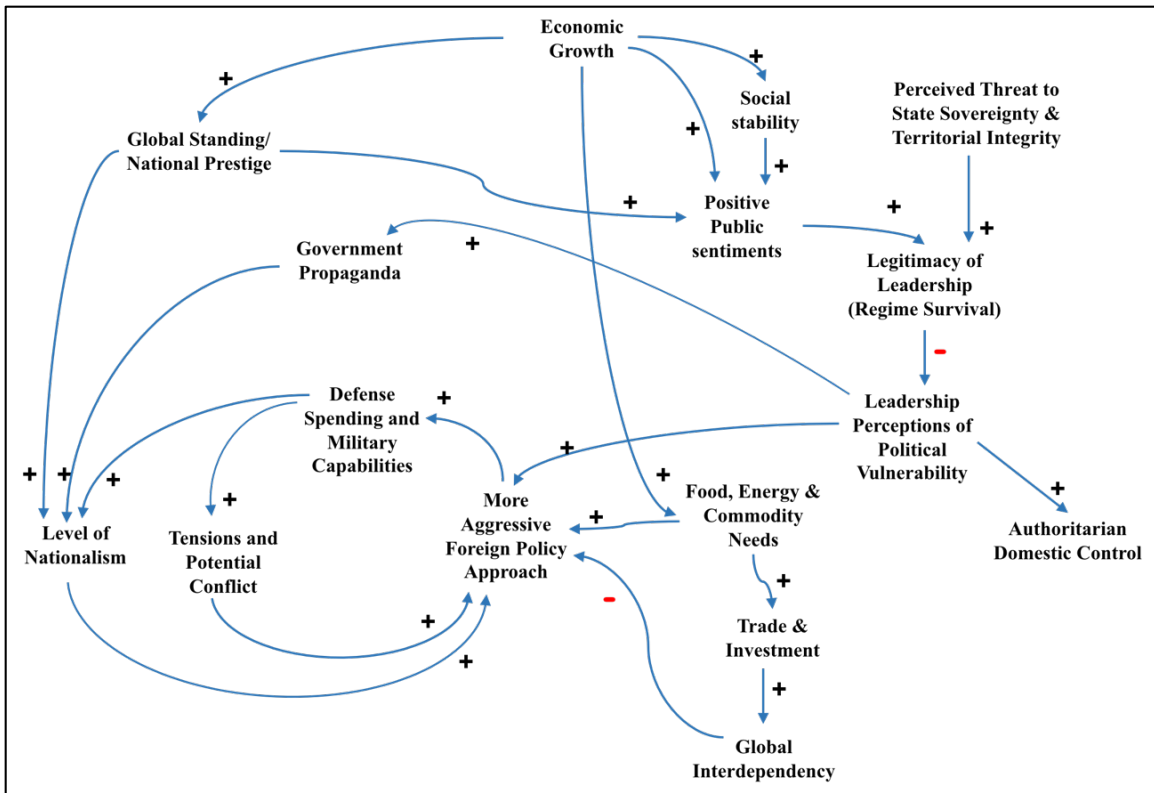 Economic
Growth
+
+
Social
stability
Perceived Threat to
State Sovereignty &
Territorial Integrity
Global Standing/
National Prestige
+
+
+
Positive
Public
sentiments
+
+
Government
Propaganda
+
Legitimacy of
Leadership
(Regime Survival)
-
Defense
Spending and
Military
Capabilities
+
Leadership
Perceptions of
Political
Vulnerability
+
+
+
+
+
+
More
Aggressive
Foreign Policy
Approach
+
Food, Energy &
Commodity
Needs
+
Authoritarian
Domestic Control
Level of
Nationalism
Tensions and
Potential
Conflict
+
-
+
+
Trade &
Investment
+
Global
Interdependency